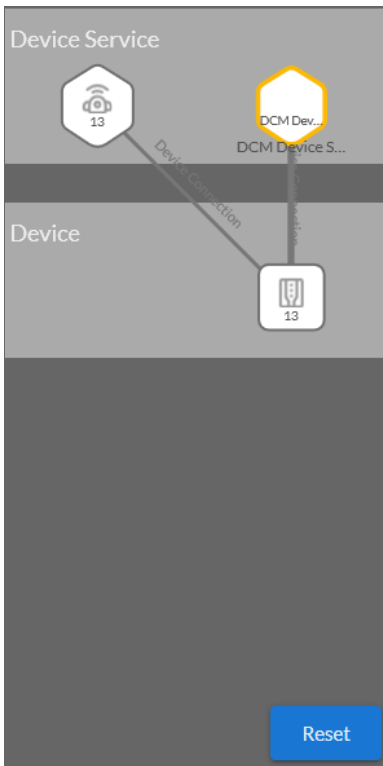 Device Service
13
DCM Dev...
DCM Device S...
Device Connection
Device
13
Reset